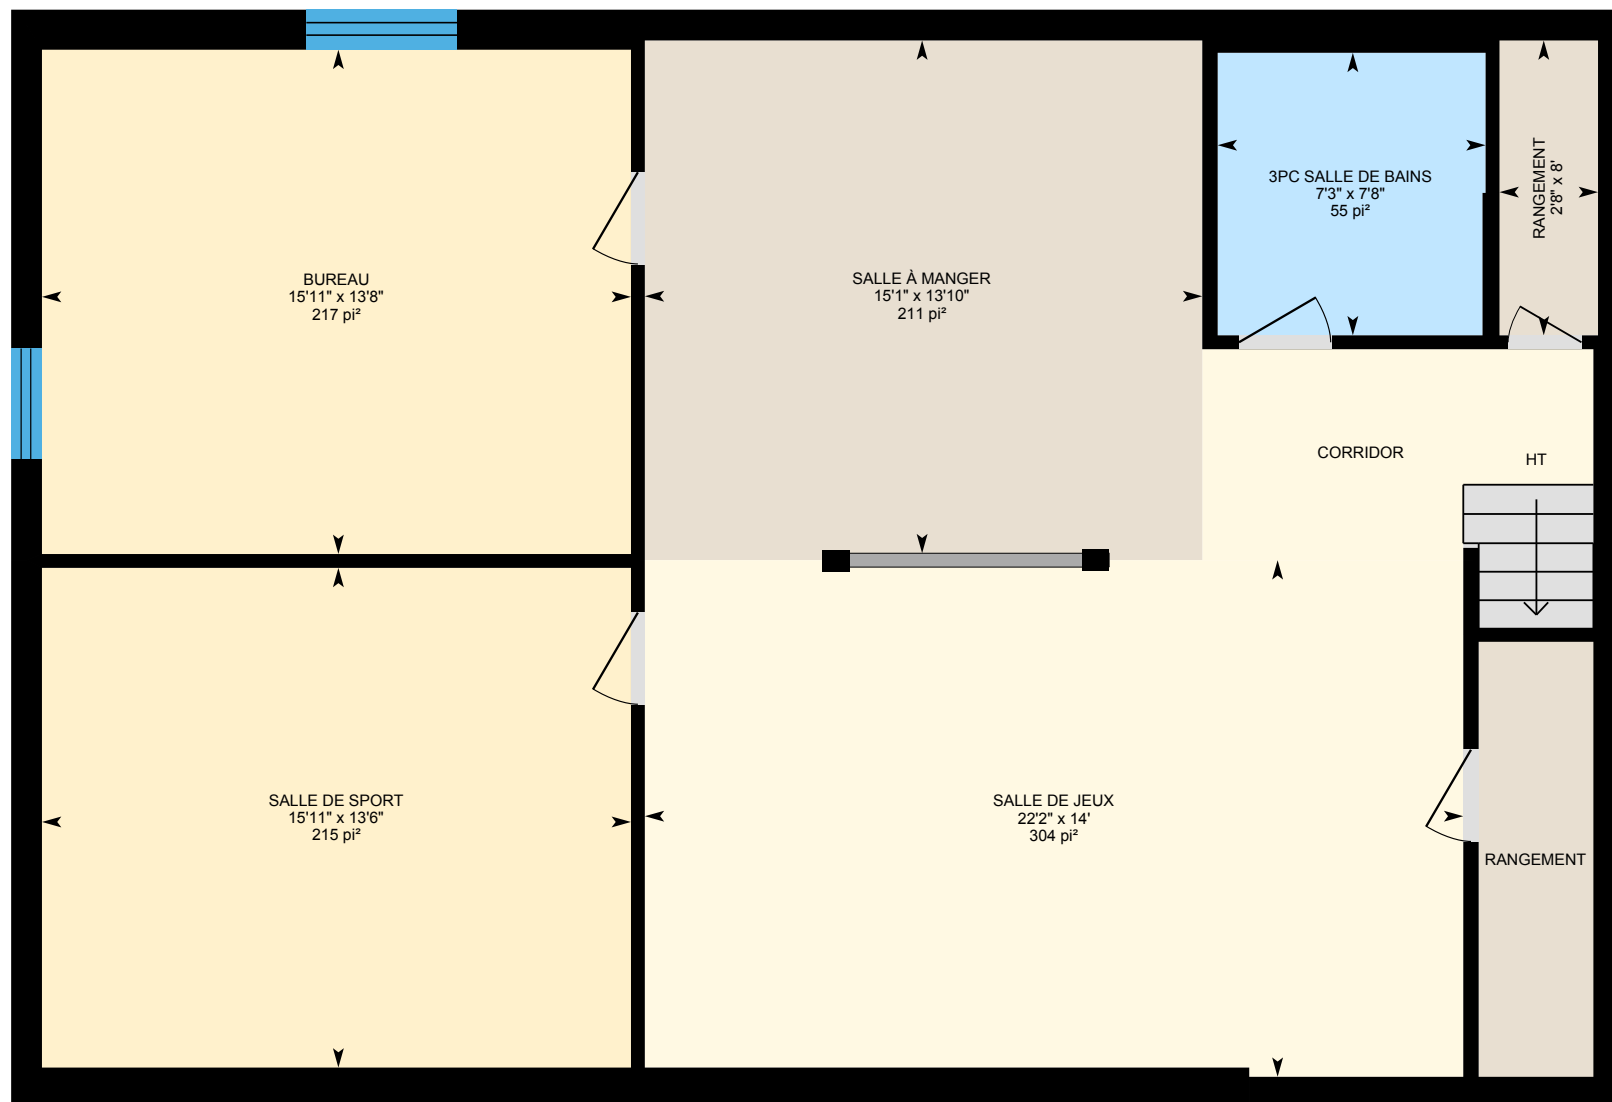 BUREAU
15'11" x 13'8"
217 pi²
SALLE À MANGER
15'1" x 13'10"
211 pi²
3PC SALLE DE BAINS
7'3" x 7'8"
55 pi²
RANGEMENT
2'8" x 8'
CORRIDOR
HT
SALLE DE SPORT
15'11" x 13'6"
215 pi²
SALLE DE JEUX
22'2" x 14'
304 pi²
RANGEMENT